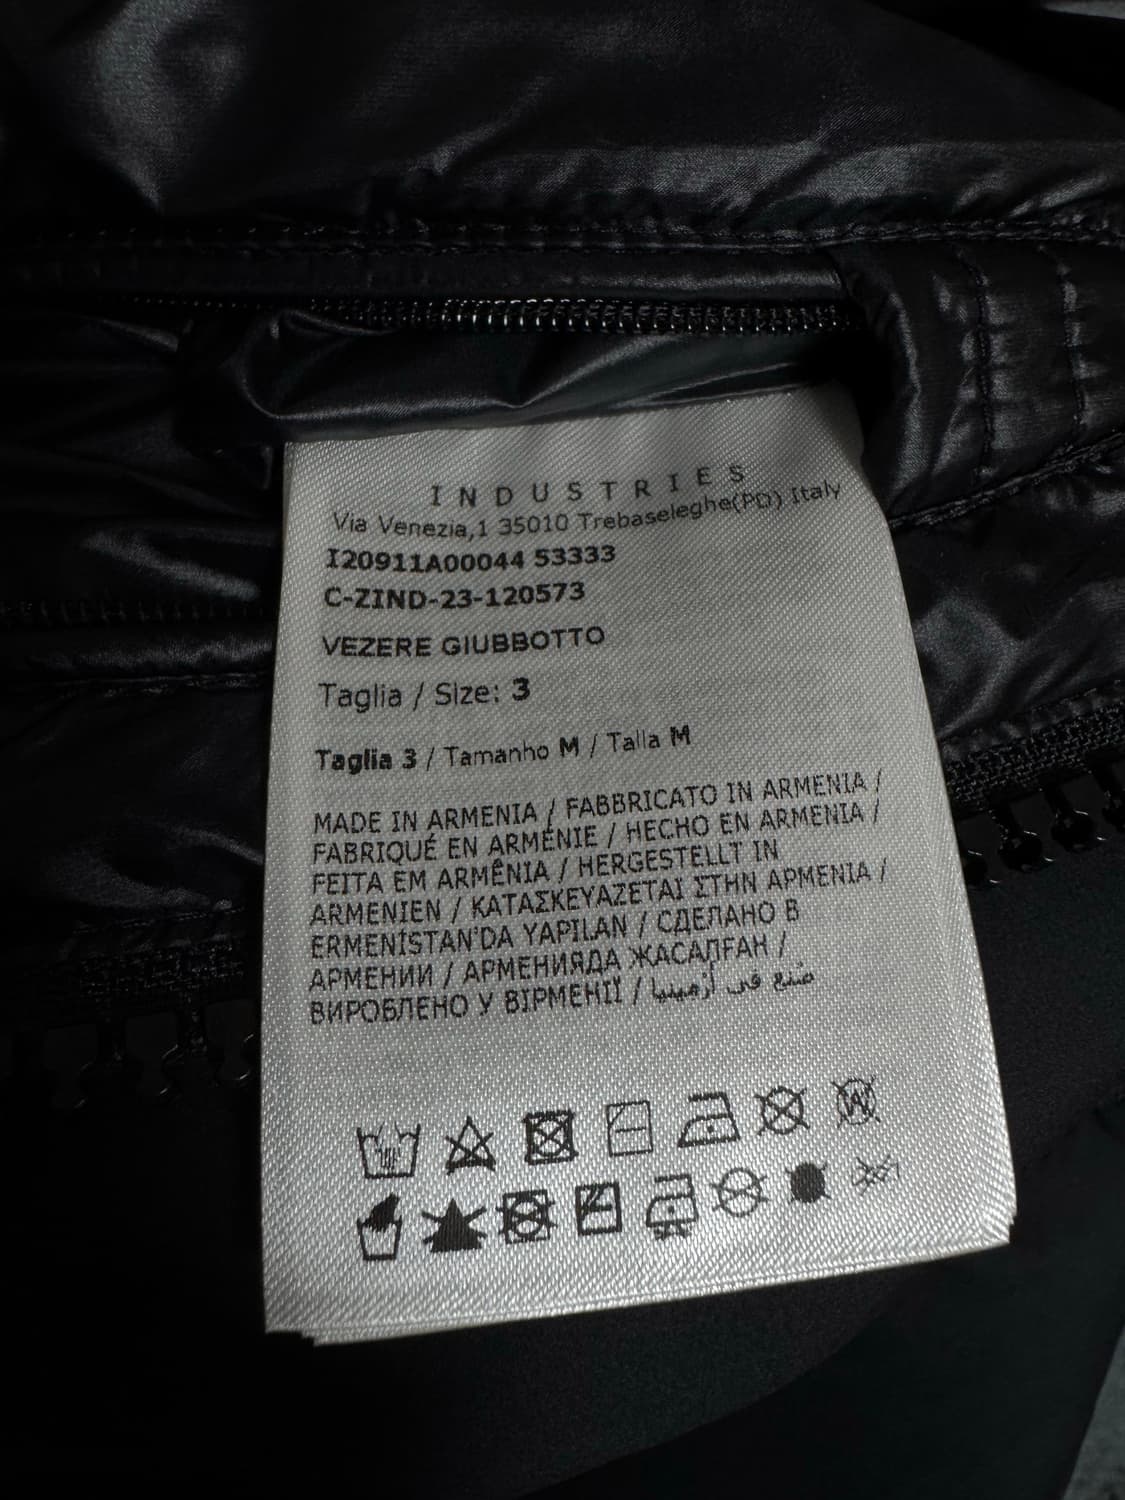 INDUSTRIES
Via Venezia,1 35010 Trebaseleghe(PD) Italy
I20911A00044 53333
C-ZIND-23-120573
VEZERE GIUBBOTTO
Taglia / Size: 3
Taglia 3 / Tamanho M / Talla M
MADE IN ARMENIA / FABBRICATO IN ARMENIA /
FABRIQUÉ EN ARMÉNIE / HECHO EN ARMENIA /
FEITA EM ARMÊNIA / HERGESTELLT IN
ARMENIEN / ΚΑΤΑΣΚΕΥΑΖΕΤΑΙ ΣΤΗΝ ΑΡΜΕΝΙΑ /
ERMENİSTAN'DA YAPILAN / СДЕЛАНО В
АРМЕНИИ / АРМЕНИЯДА ЖАСАЛҒАН /
ВИРОБЛЕНО У ВІРМЕНІЇ / صنع في أرمينيا
W